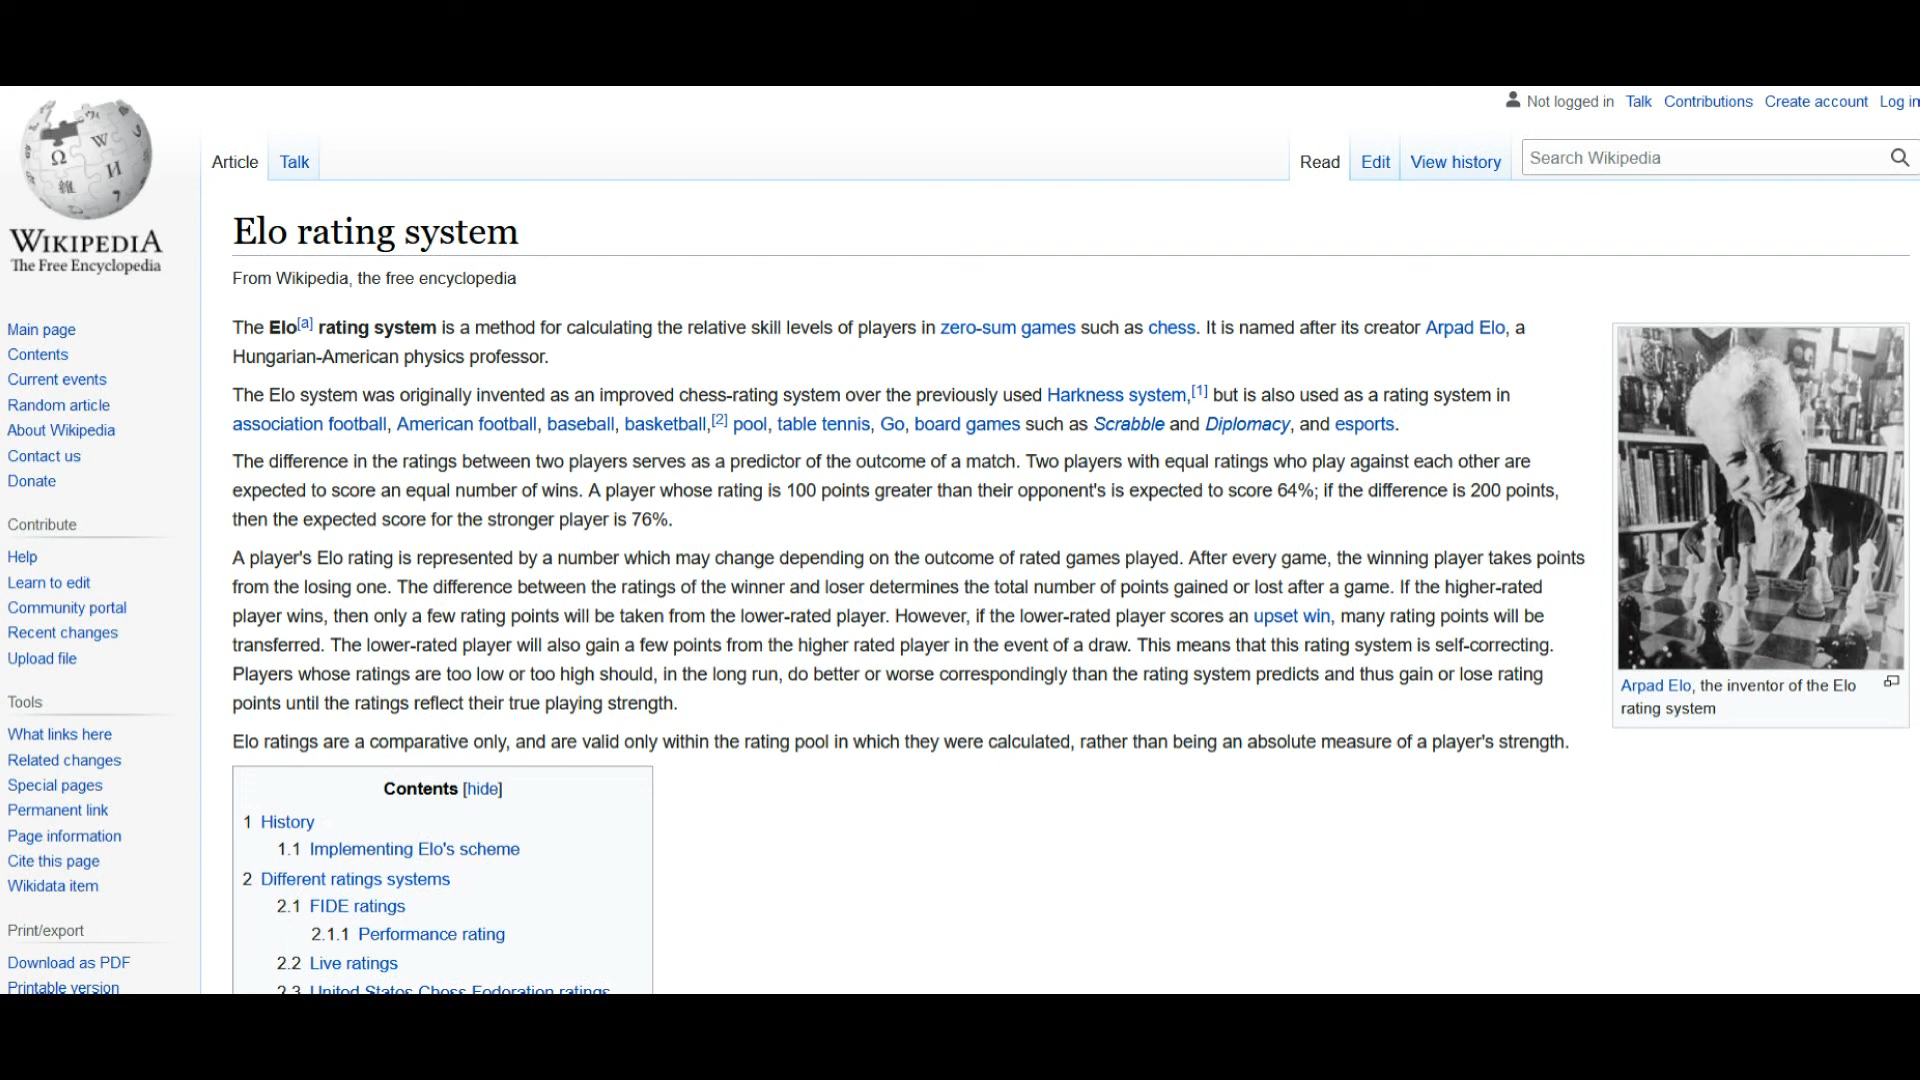 Not logged in Talk Contributions Create account Log in
Article Talk Read Edit View history Search Wikipedia
WIKIPEDIA
The Free Encyclopedia
Main page
Contents
Current events
Random article
About Wikipedia
Contact us
Donate
Contribute
Help
Learn to edit
Community portal
Recent changes
Upload file
Tools
What links here
Related changes
Special pages
Permanent link
Page information
Cite this page
Wikidata item
Print/export
Download as PDF
Printable version
Elo rating system
From Wikipedia, the free encyclopedia
The Elo[a] rating system is a method for calculating the relative skill levels of players in zero-sum games such as chess. It is named after its creator Arpad Elo, a
Hungarian-American physics professor.
The Elo system was originally invented as an improved chess-rating system over the previously used Harkness system,[1] but is also used as a rating system in
association football, American football, baseball, basketball,[2] pool, table tennis, Go, board games such as Scrabble and Diplomacy, and esports.
The difference in the ratings between two players serves as a predictor of the outcome of a match. Two players with equal ratings who play against each other are
expected to score an equal number of wins. A player whose rating is 100 points greater than their opponent's is expected to score 64%; if the difference is 200 points,
then the expected score for the stronger player is 76%.
A player's Elo rating is represented by a number which may change depending on the outcome of rated games played. After every game, the winning player takes points
from the losing one. The difference between the ratings of the winner and loser determines the total number of points gained or lost after a game. If the higher-rated
player wins, then only a few rating points will be taken from the lower-rated player. However, if the lower-rated player scores an upset win, many rating points will be
transferred. The lower-rated player will also gain a few points from the higher rated player in the event of a draw. This means that this rating system is self-correcting.
Players whose ratings are too low or too high should, in the long run, do better or worse correspondingly than the rating system predicts and thus gain or lose rating
points until the ratings reflect their true playing strength.
Elo ratings are a comparative only, and are valid only within the rating pool in which they were calculated, rather than being an absolute measure of a player's strength.
Arpad Elo, the inventor of the Elo
rating system
Contents [hide]
1 History
1.1 Implementing Elo's scheme
2 Different ratings systems
2.1 FIDE ratings
2.1.1 Performance rating
2.2 Live ratings
2.3 United States Chess Federation ratings